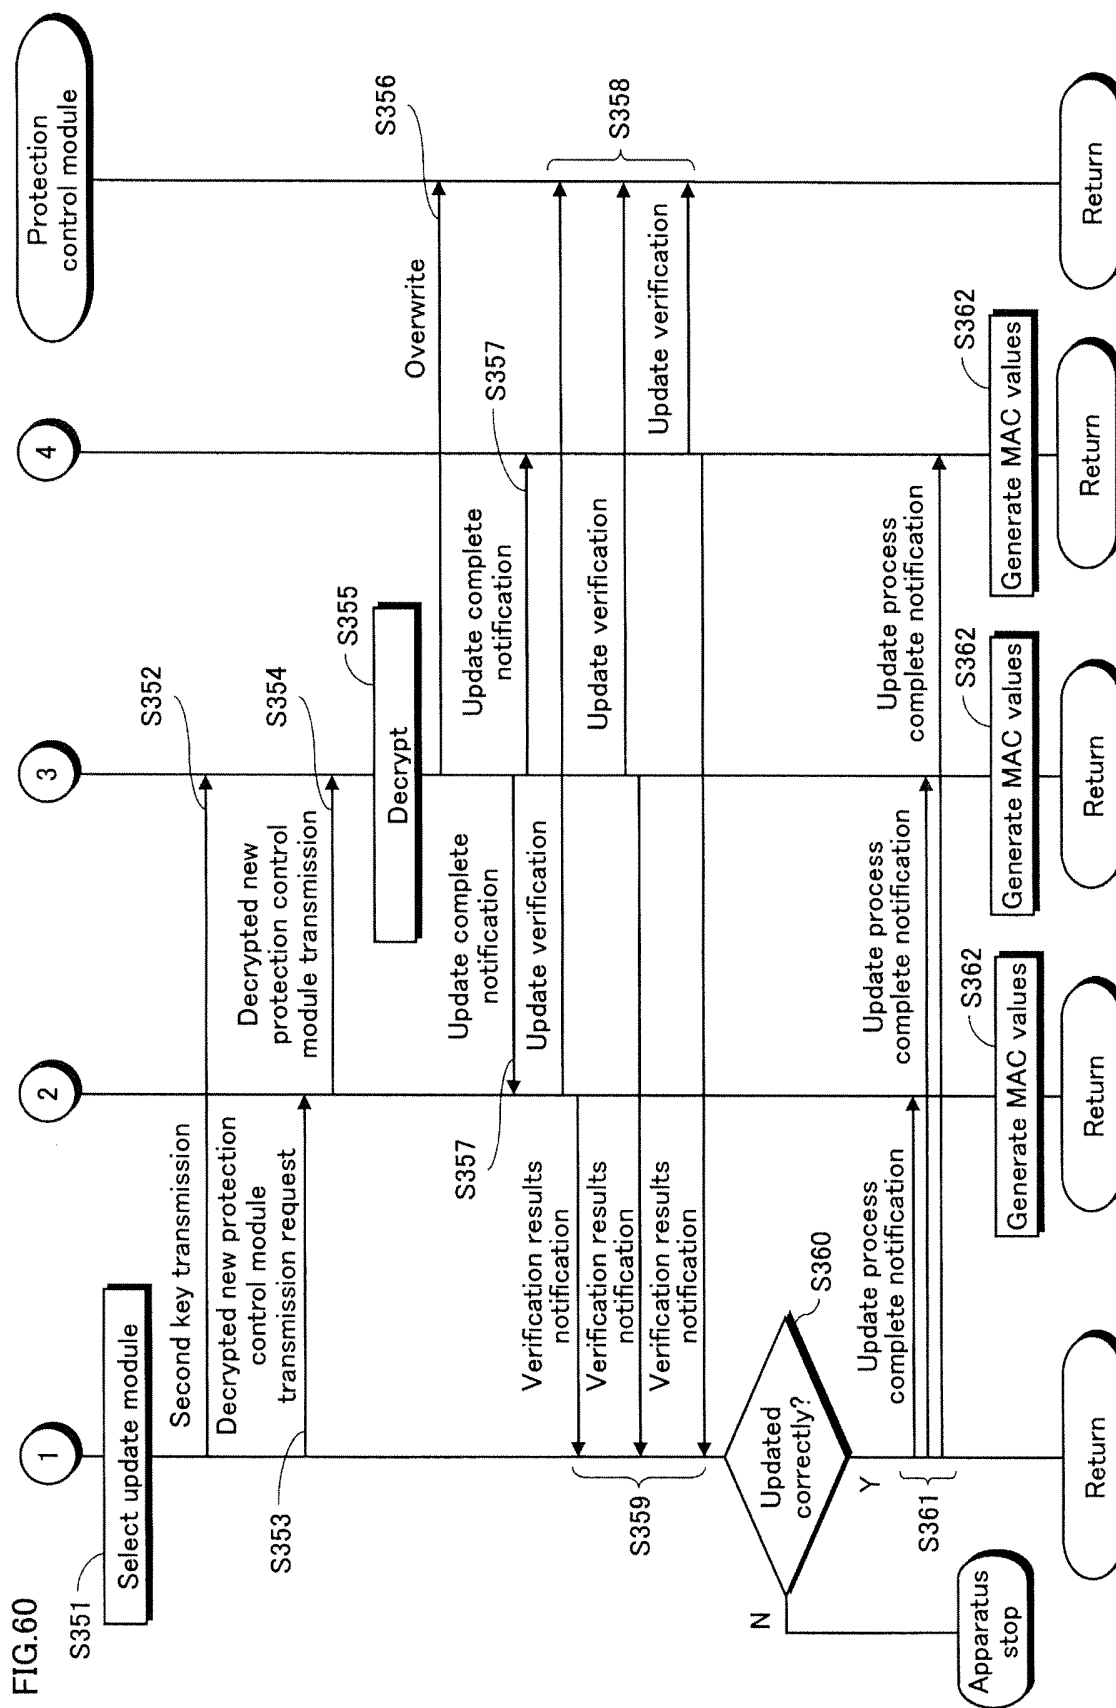 FIG.60
1
2
3
4
Protection
control module
S351
Select update module
Second key transmission
S352
Decrypted new protection
control module
transmission request
S353
Decrypted new
protection control
module transmission
S354
S355
Decrypt
Overwrite
S356
Update complete
notification
S357
Update complete
notification
S357
Update verification
Update verification
Update verification
S358
Verification results
notification
Verification results
notification
Verification results
notification
S359
Updated
correctly?
S360
N
Y
Apparatus
stop
Update process
complete notification
Update process
complete notification
Update process
complete notification
S361
Generate MAC values
S362
Generate MAC values
S362
Generate MAC values
S362
Return
Return
Return
Return
Return